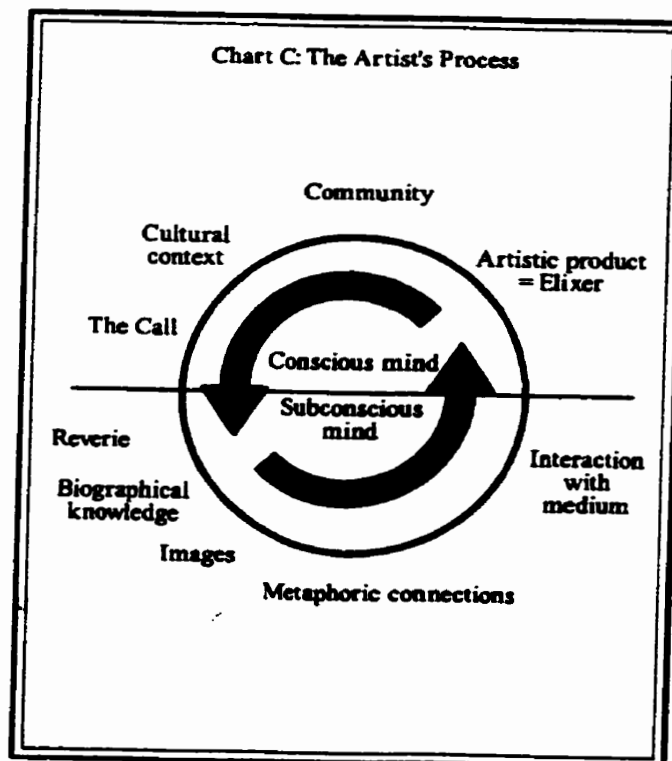 Chart C: The Artist's Process
Community
Cultural
context
Artistic product
= Elixer
The Call
Conscious mind
Subconscious
mind
Reverie
Biographical
knowledge
Interaction
with
medium
Images
Metaphoric connections